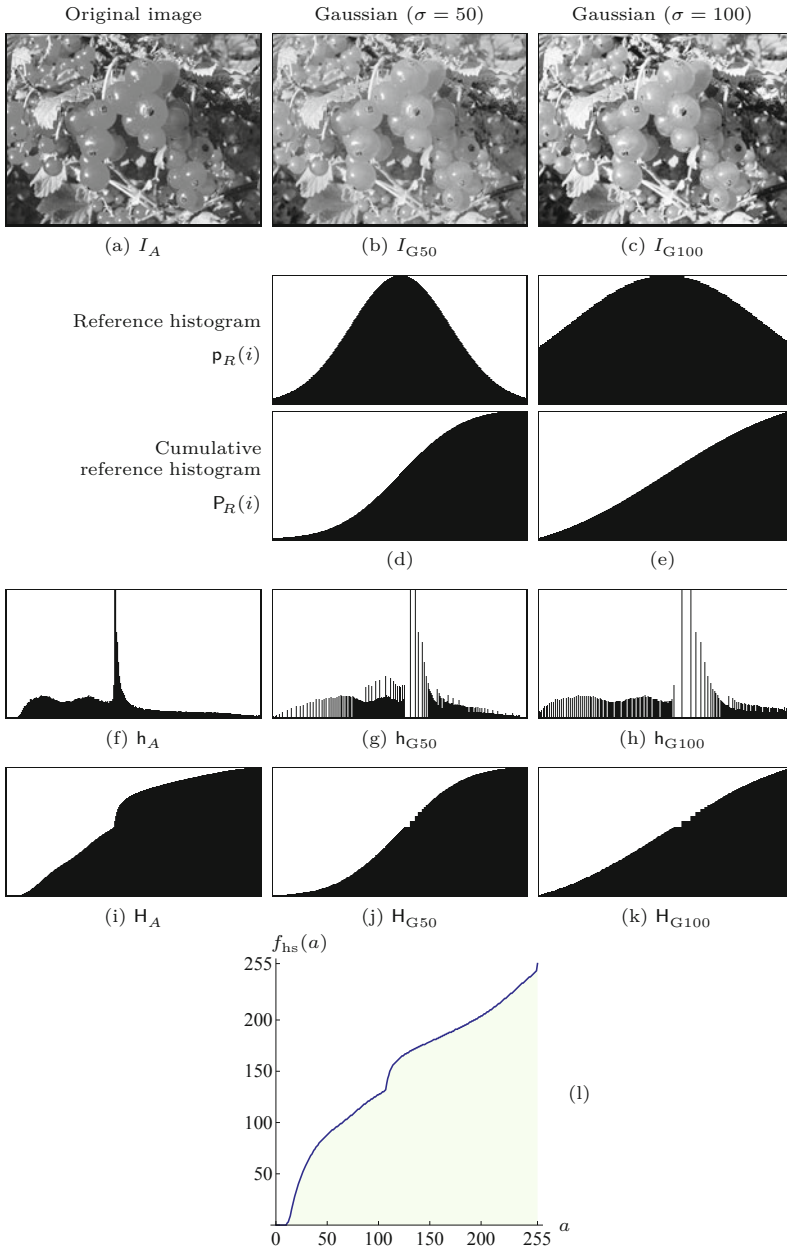 Original image
Gaussian (σ = 50)
Gaussian (σ = 100)
(a) I_A
(b) I_G50
(c) I_G100
Reference histogram
p_R(i)
Cumulative
reference histogram
P_R(i)
(d)
(e)
(f) h_A
(g) h_G50
(h) h_G100
(i) H_A
(j) H_G50
(k) H_G100
f_hs(a)
255
200
150
100
50
0 50 100 150 200 255 a
(l)